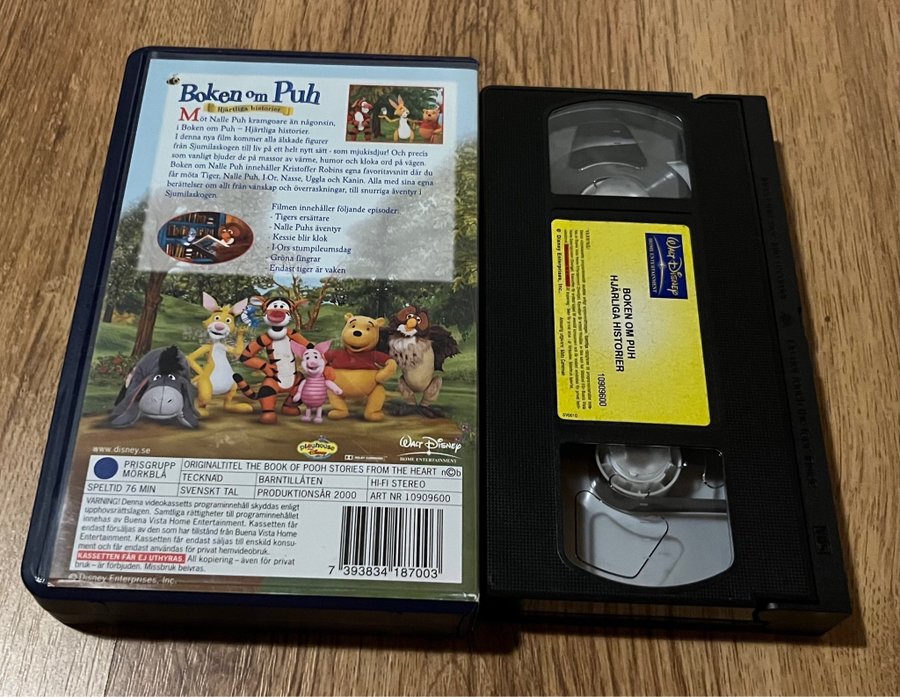 Boken om Puh
Hjärtliga historier
Möt Nalle Puh kramgoare än någonsin,
i Boken om Puh – Hjärtliga historier.
I denna nya film kommer alla älskade figurer
från Sjumilaskogen till liv på ett helt nytt sätt - som mjukisdjur! Och precis
som vanligt bjuder de på massor av värme, humor och kloka ord på vägen.
Boken om Nalle Puh innehåller Kristoffer Robins egna favoritavsnitt där du
får möta Tiger, Nalle Puh, I-Or, Nasse, Uggla och Kanin. Alla med sina egna
berättelser om allt från vänskap och överraskningar, till snurriga äventyr i
Sjumilaskogen.
Filmen innehåller följande episoder:
- Tigers ersättare
- Nalle Puhs äventyr
- Kessie blir klok
- I-Ors stumpileumsdag
- Gröna fingrar
- Endast tiger är vaken
www.disney.se
playhouse Disney
WALT DISNEY
HOME ENTERTAINMENT
PRISGRUPP
MÖRKBLÅ
ORIGINALTITEL THE BOOK OF POOH STORIES FROM THE HEART n©b
TECKNAD BARNTILLÅTEN HI-FI STEREO
SPELTID 76 MIN SVENSKT TAL PRODUKTIONSÅR 2000 ART NR 10909600
VARNING! Denna videokassetts programinnehåll skyddas enligt
upphovsrättslagen. Samtliga rättigheter till programinnehållet
innehas av Buena Vista Home Entertainment. Kassetten får
endast försäljas av den som har tillstånd från Buena Vista Home
Entertainment. Kassetten får endast säljas till enskild konsu-
ment och får endast användas för privat hemvideobruk.
KASSETTEN FÅR EJ UTHYRAS All kopiering – även för privat
bruk – är förbjuden. Missbruk beivras.
©Disney Enterprises, Inc.
7 393834 187003
WALT DISNEY
HOME ENTERTAINMENT
BOKEN OM PUH
HJÄRLIGA HISTORIER
10909600
© Disney Enterprises, Inc.